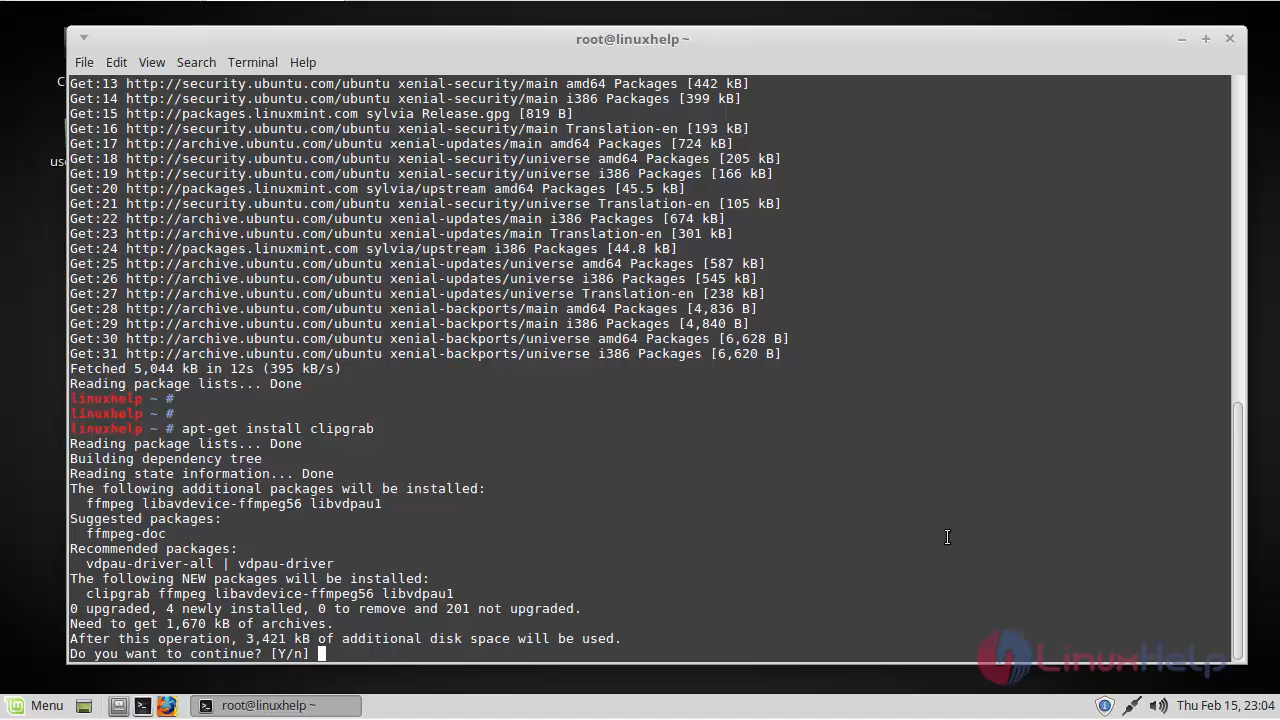 root@linuxhelp ~
File Edit View Search Terminal Help
Get:13 http://security.ubuntu.com/ubuntu xenial-security/main amd64 Packages [442 kB]
Get:14 http://security.ubuntu.com/ubuntu xenial-security/main i386 Packages [399 kB]
Get:15 http://packages.linuxmint.com sylvia Release.gpg [819 B]
Get:16 http://security.ubuntu.com/ubuntu xenial-security/main Translation-en [193 kB]
Get:17 http://archive.ubuntu.com/ubuntu xenial-updates/main amd64 Packages [724 kB]
Get:18 http://security.ubuntu.com/ubuntu xenial-security/universe amd64 Packages [205 kB]
Get:19 http://security.ubuntu.com/ubuntu xenial-security/universe i386 Packages [166 kB]
Get:20 http://packages.linuxmint.com sylvia/upstream amd64 Packages [45.5 kB]
Get:21 http://security.ubuntu.com/ubuntu xenial-security/universe Translation-en [105 kB]
Get:22 http://archive.ubuntu.com/ubuntu xenial-updates/main i386 Packages [674 kB]
Get:23 http://archive.ubuntu.com/ubuntu xenial-updates/main Translation-en [301 kB]
Get:24 http://packages.linuxmint.com sylvia/upstream i386 Packages [44.8 kB]
Get:25 http://archive.ubuntu.com/ubuntu xenial-updates/universe amd64 Packages [587 kB]
Get:26 http://archive.ubuntu.com/ubuntu xenial-updates/universe i386 Packages [545 kB]
Get:27 http://archive.ubuntu.com/ubuntu xenial-updates/universe Translation-en [238 kB]
Get:28 http://archive.ubuntu.com/ubuntu xenial-backports/main amd64 Packages [4,836 B]
Get:29 http://archive.ubuntu.com/ubuntu xenial-backports/main i386 Packages [4,840 B]
Get:30 http://archive.ubuntu.com/ubuntu xenial-backports/universe amd64 Packages [6,628 B]
Get:31 http://archive.ubuntu.com/ubuntu xenial-backports/universe i386 Packages [6,620 B]
Fetched 5,044 kB in 12s (395 kB/s)
Reading package lists... Done
linuxhelp ~ #
linuxhelp ~ #
linuxhelp ~ # apt-get install clipgrab
Reading package lists... Done
Building dependency tree
Reading state information... Done
The following additional packages will be installed:
ffmpeg libavdevice-ffmpeg56 libvdpau1
Suggested packages:
ffmpeg-doc
Recommended packages:
vdpau-driver-all | vdpau-driver
The following NEW packages will be installed:
clipgrab ffmpeg libavdevice-ffmpeg56 libvdpau1
0 upgraded, 4 newly installed, 0 to remove and 201 not upgraded.
Need to get 1,670 kB of archives.
After this operation, 3,421 kB of additional disk space will be used.
Do you want to continue? [Y/n]
LinuxHelp
Menu root@linuxhelp ~ Thu Feb 15, 23:04